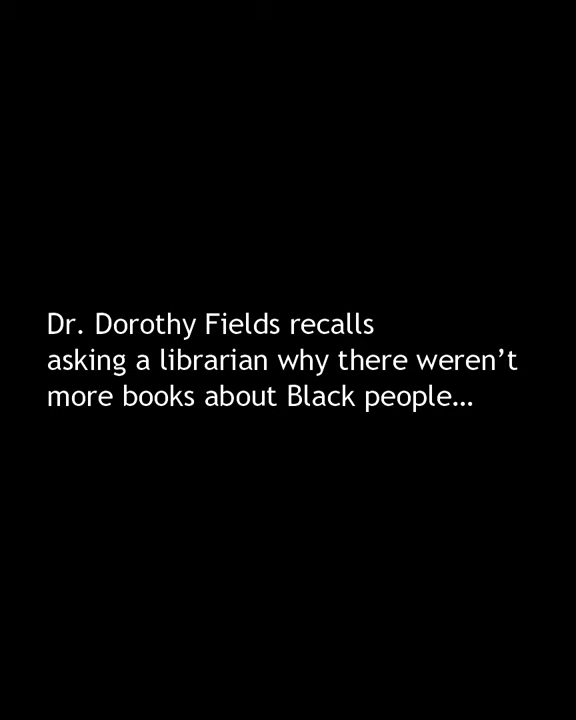 Dr. Dorothy Fields recalls
asking a librarian why there weren’t
more books about Black people…